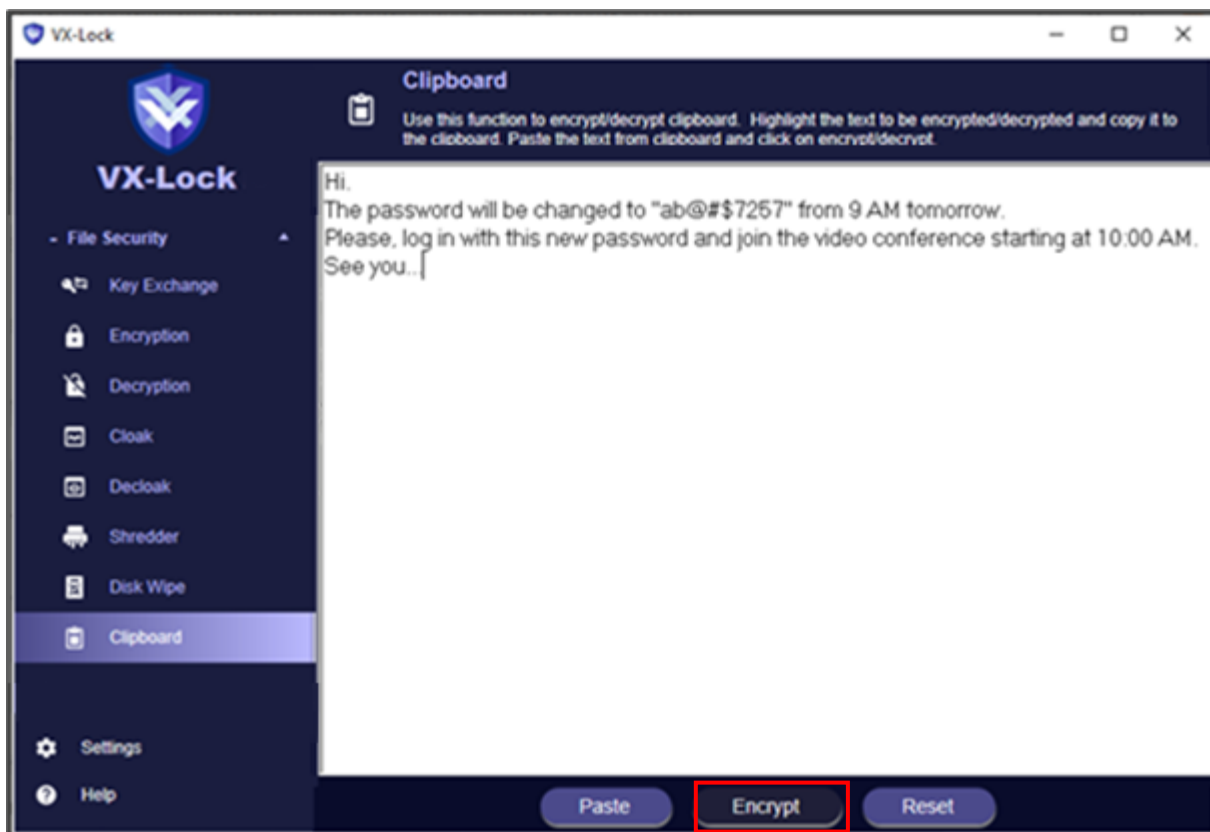 VX-Lock
VX-Lock
- File Security
Key Exchange
Encryption
Decryption
Cloak
Decloak
Shredder
Disk Wipe
Clipboard
Settings
Help
Clipboard
Use this function to encrypt/decrypt clipboard. Highlight the text to be encrypted/decrypted and copy it to
the clipboard. Paste the text from clipboard and click on encrypt/decrypt.
Hi.
The password will be changed to "ab@#$7257" from 9 AM tomorrow.
Please, log in with this new password and join the video conference starting at 10:00 AM.
See you...
Paste
Encrypt
Reset